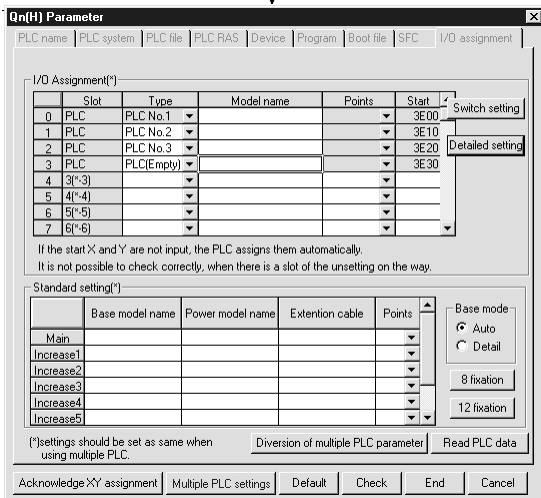 Qn(H) Parameter
PLC name PLC system PLC file PLC RAS Device Program Boot file SFC I/O assignment
I/O Assignment(*)
Slot Type Model name Points Start
0 PLC PLC No.1 3E00
1 PLC PLC No.2 3E10
2 PLC PLC No.3 3E20
3 PLC PLC(Empty) 3E30
4 3(*-3)
5 4(*-4)
6 5(*-5)
7 6(*-6)
Switch setting
Detailed setting
If the start X and Y are not input, the PLC assigns them automatically.
It is not possible to check correctly, when there is a slot of the unsetting on the way.
Standard setting(*)
Base model name Power model name Extention cable Points
Main
Increase1
Increase2
Increase3
Increase4
Increase5
Base mode
Auto
Detail
8 fixation
12 fixation
(*)settings should be set as same when
using multiple PLC.
Diversion of multiple PLC parameter Read PLC data
Acknowledge XY assignment Multiple PLC settings Default Check End Cancel